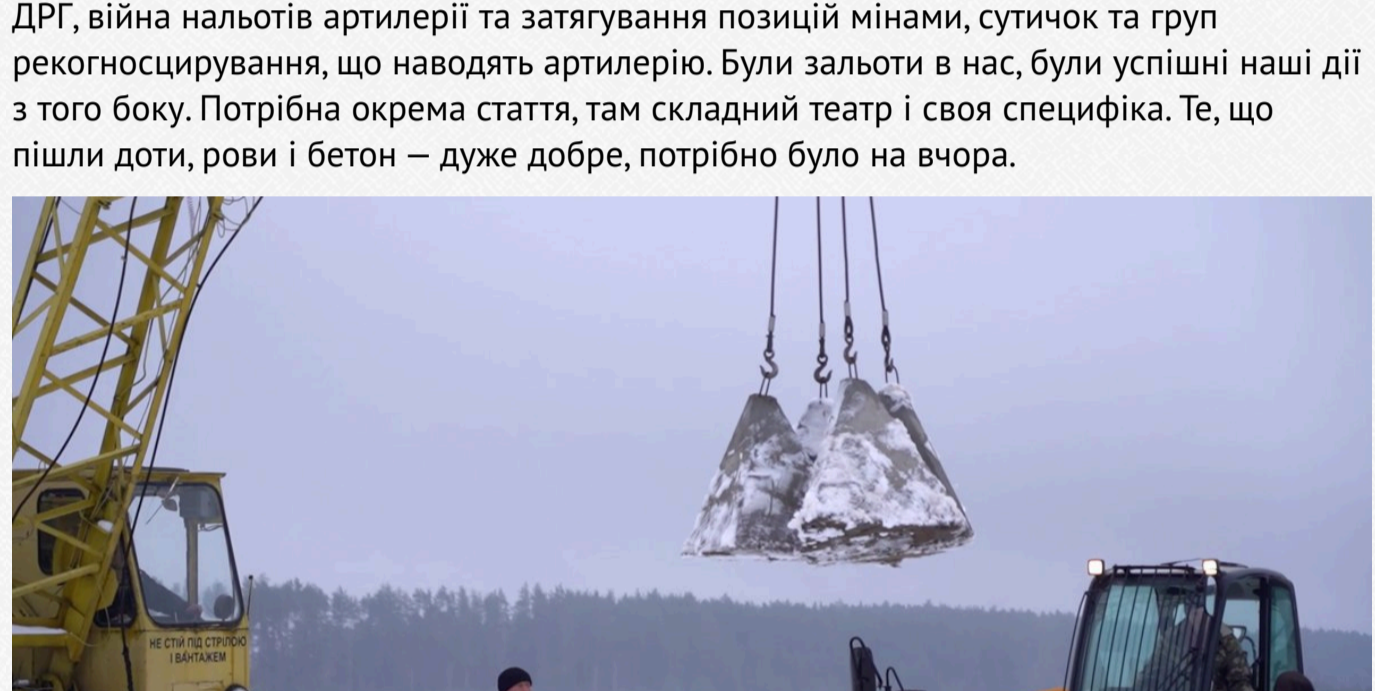 ДРГ, війна нальотів артилерії та затягування позицій мінами, сутичок та груп
рекогносцирування, що наводять артилерію. Були зальоти в нас, були успішні наші дії
з того боку. Потрібна окрема стаття, там складний театр і своя специфіка. Те, що
пішли доти, рови і бетон — дуже добре, потрібно було на вчора.
НЕ СТІЙ ПІД СТРІЛОЮ
І ВАНТАЖЕМ